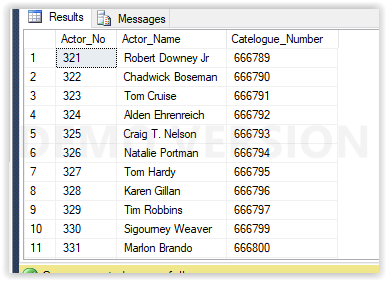 Results Messages
Actor_No Actor_Name Catelogue_Number
1 321 Robert Downey Jr 666789
2 322 Chadwick Boseman 666790
3 323 Tom Cruise 666791
4 324 Alden Ehrenreich 666792
5 325 Craig T. Nelson 666793
6 326 Natalie Portman 666794
7 327 Tom Hardy 666795
8 328 Karen Gillan 666796
9 329 Tim Robbins 666797
10 330 Sigourney Weaver 666799
11 331 Marlon Brando 666800